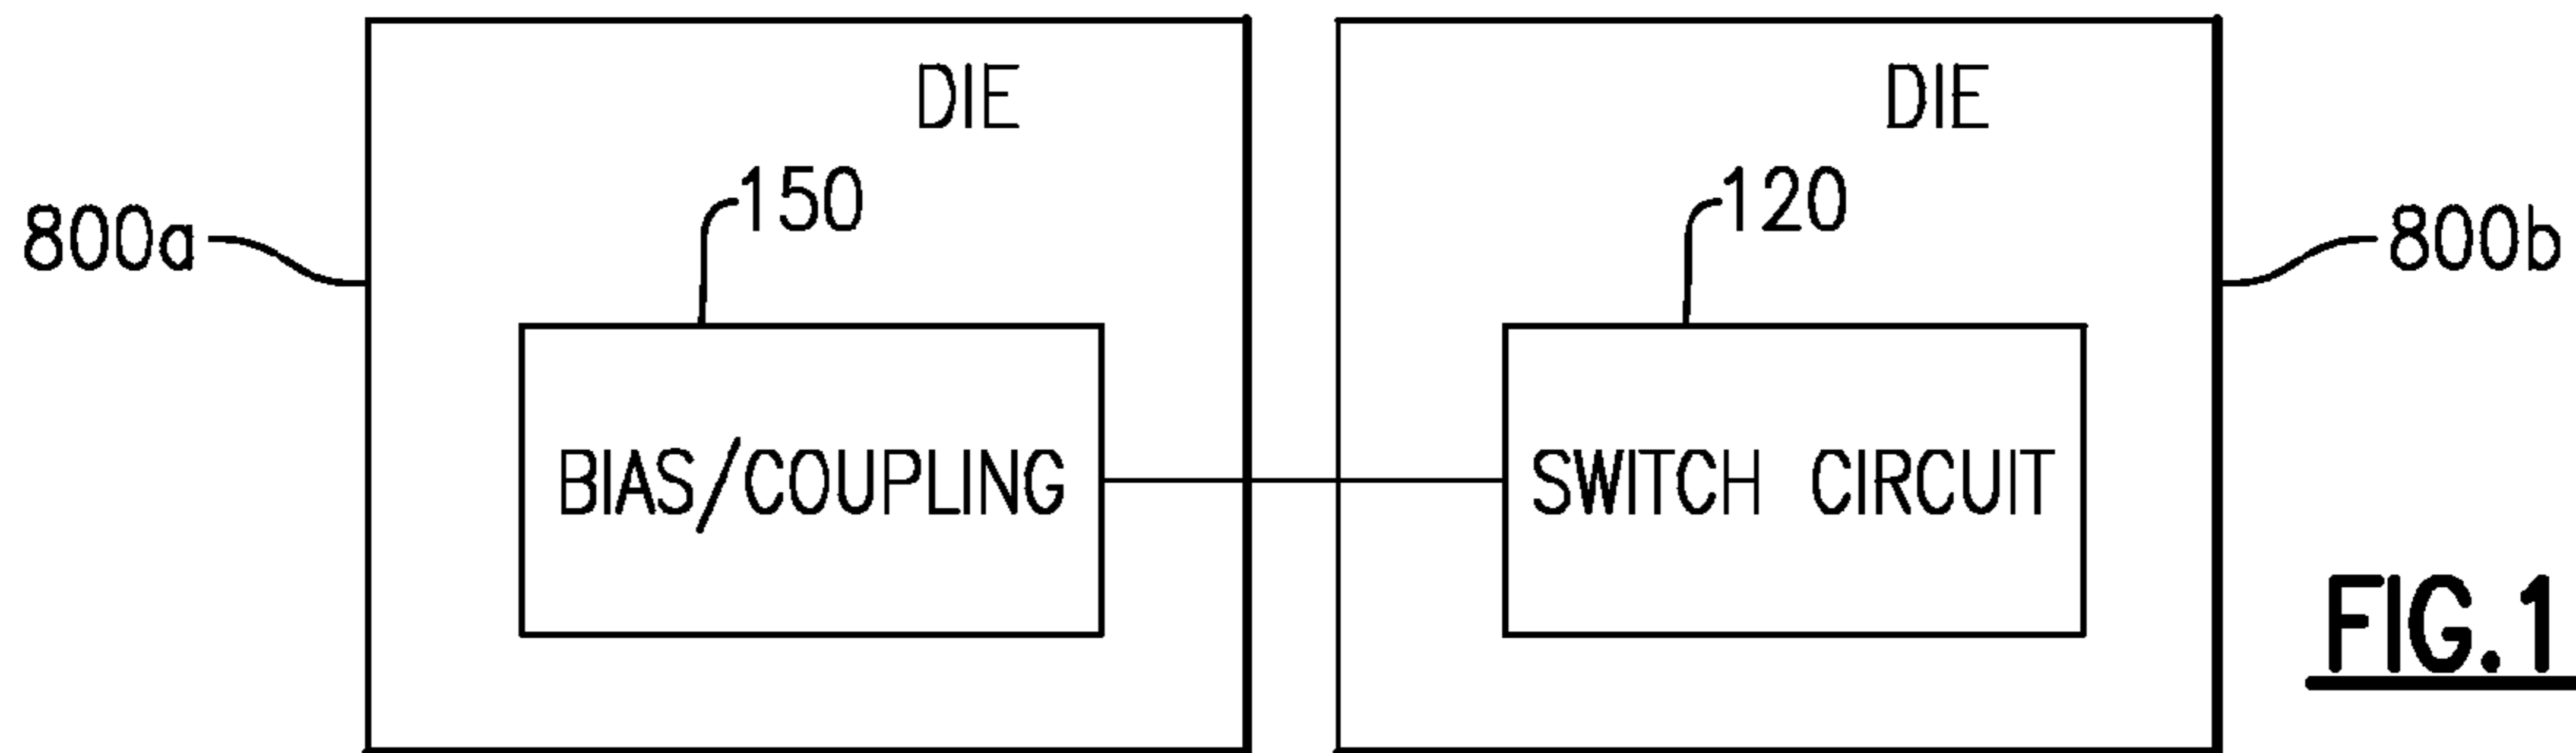 DIE
DIE
150
120
800a
800b
BIAS/COUPLING
SWITCH CIRCUIT
FIG.1